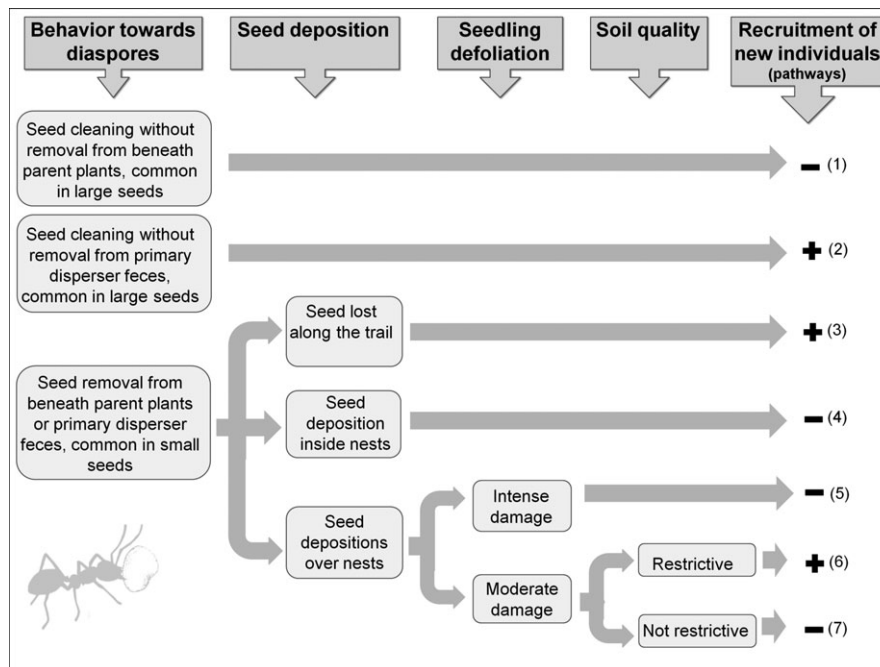 Behavior towards
diaspores
Seed deposition
Seedling
defoliation
Soil quality
Recruitment of
new individuals
(pathways)
Seed cleaning without
removal from beneath
parent plants, common
in large seeds
− (1)
Seed cleaning without
removal from primary
disperser feces,
common in large seeds
+ (2)
Seed removal from
beneath parent plants
or primary disperser
feces, common in small
seeds
Seed lost
along the trail
+ (3)
Seed
deposition
inside nests
− (4)
Seed
depositions
over nests
Intense
damage
− (5)
Moderate
damage
Restrictive
+ (6)
Not restrictive
− (7)